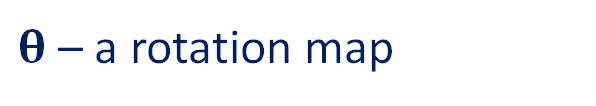 θ – a rotation map